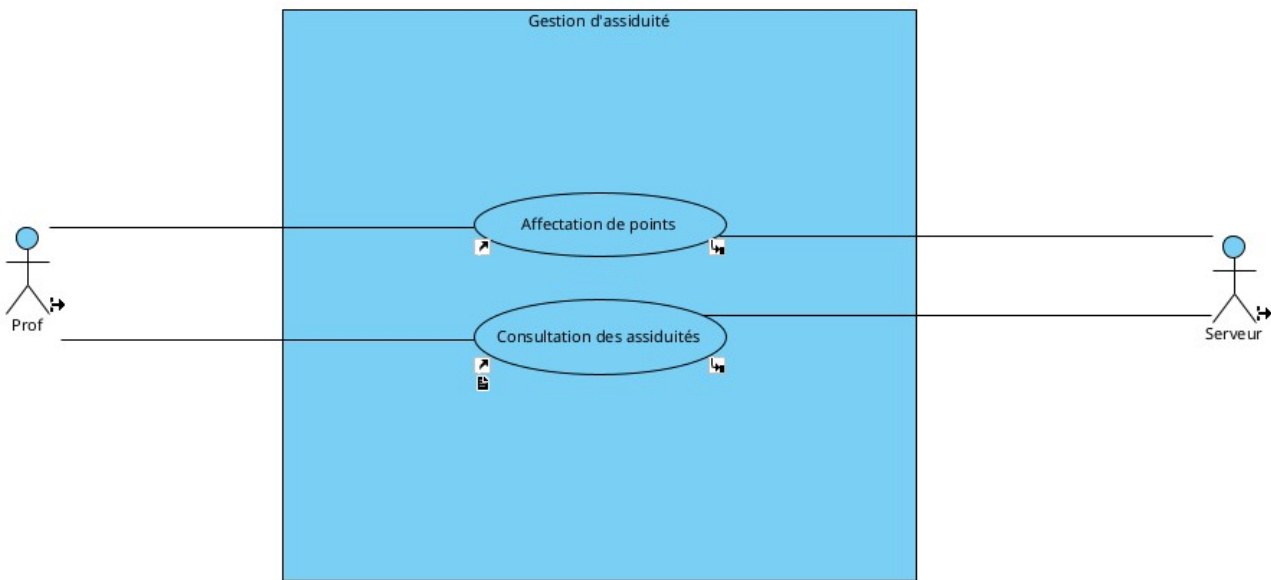 Gestion d'assiduité
Affectation de points
Prof
Consultation des assiduités
Serveur